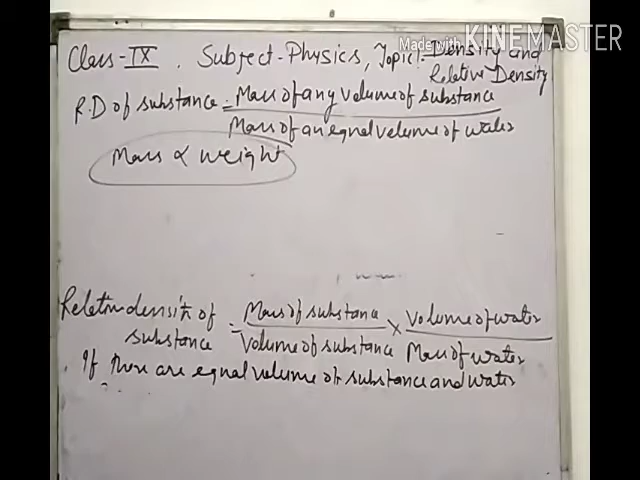 Made with KINEMASTER
Class-IX . Subject-Physics, Topic:-Density and
Relative Density
R.D of substance = Mass of any volume of substance
Mass of an equal volume of water
Mass ∝ weight
Relative density of substance = Mass of substance × Volume of water
Volume of substance Mass of water
If there are equal volume of substance and water